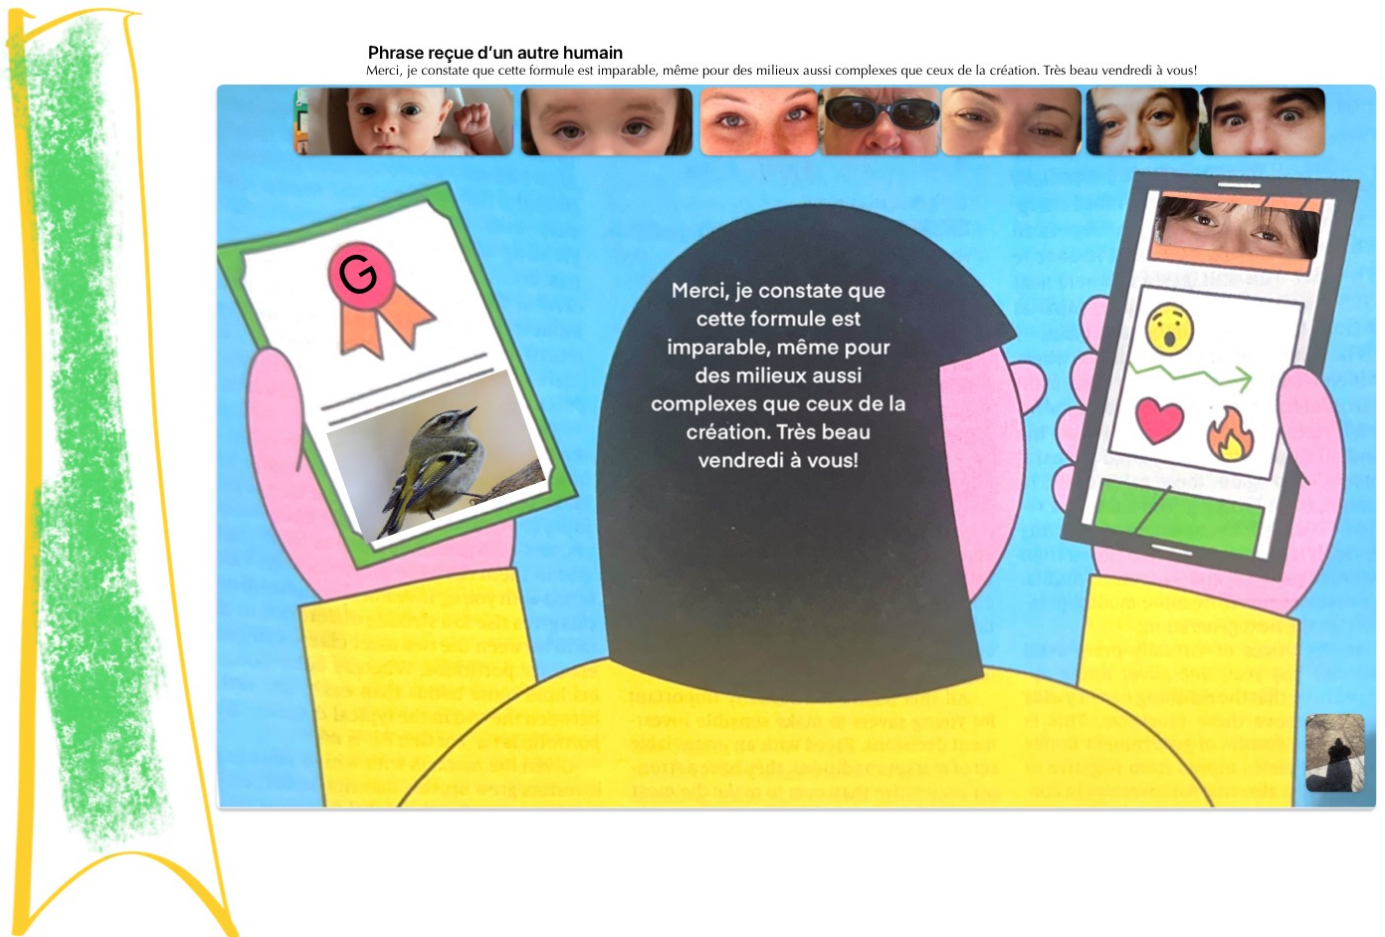 Phrase reçue d’un autre humain
Merci, je constate que cette formule est imparable, même pour des milieux aussi complexes que ceux de la création. Très beau vendredi à vous!
G
Merci, je constate que
cette formule est
imparable, même pour
des milieux aussi
complexes que ceux de la
création. Très beau
vendredi à vous!